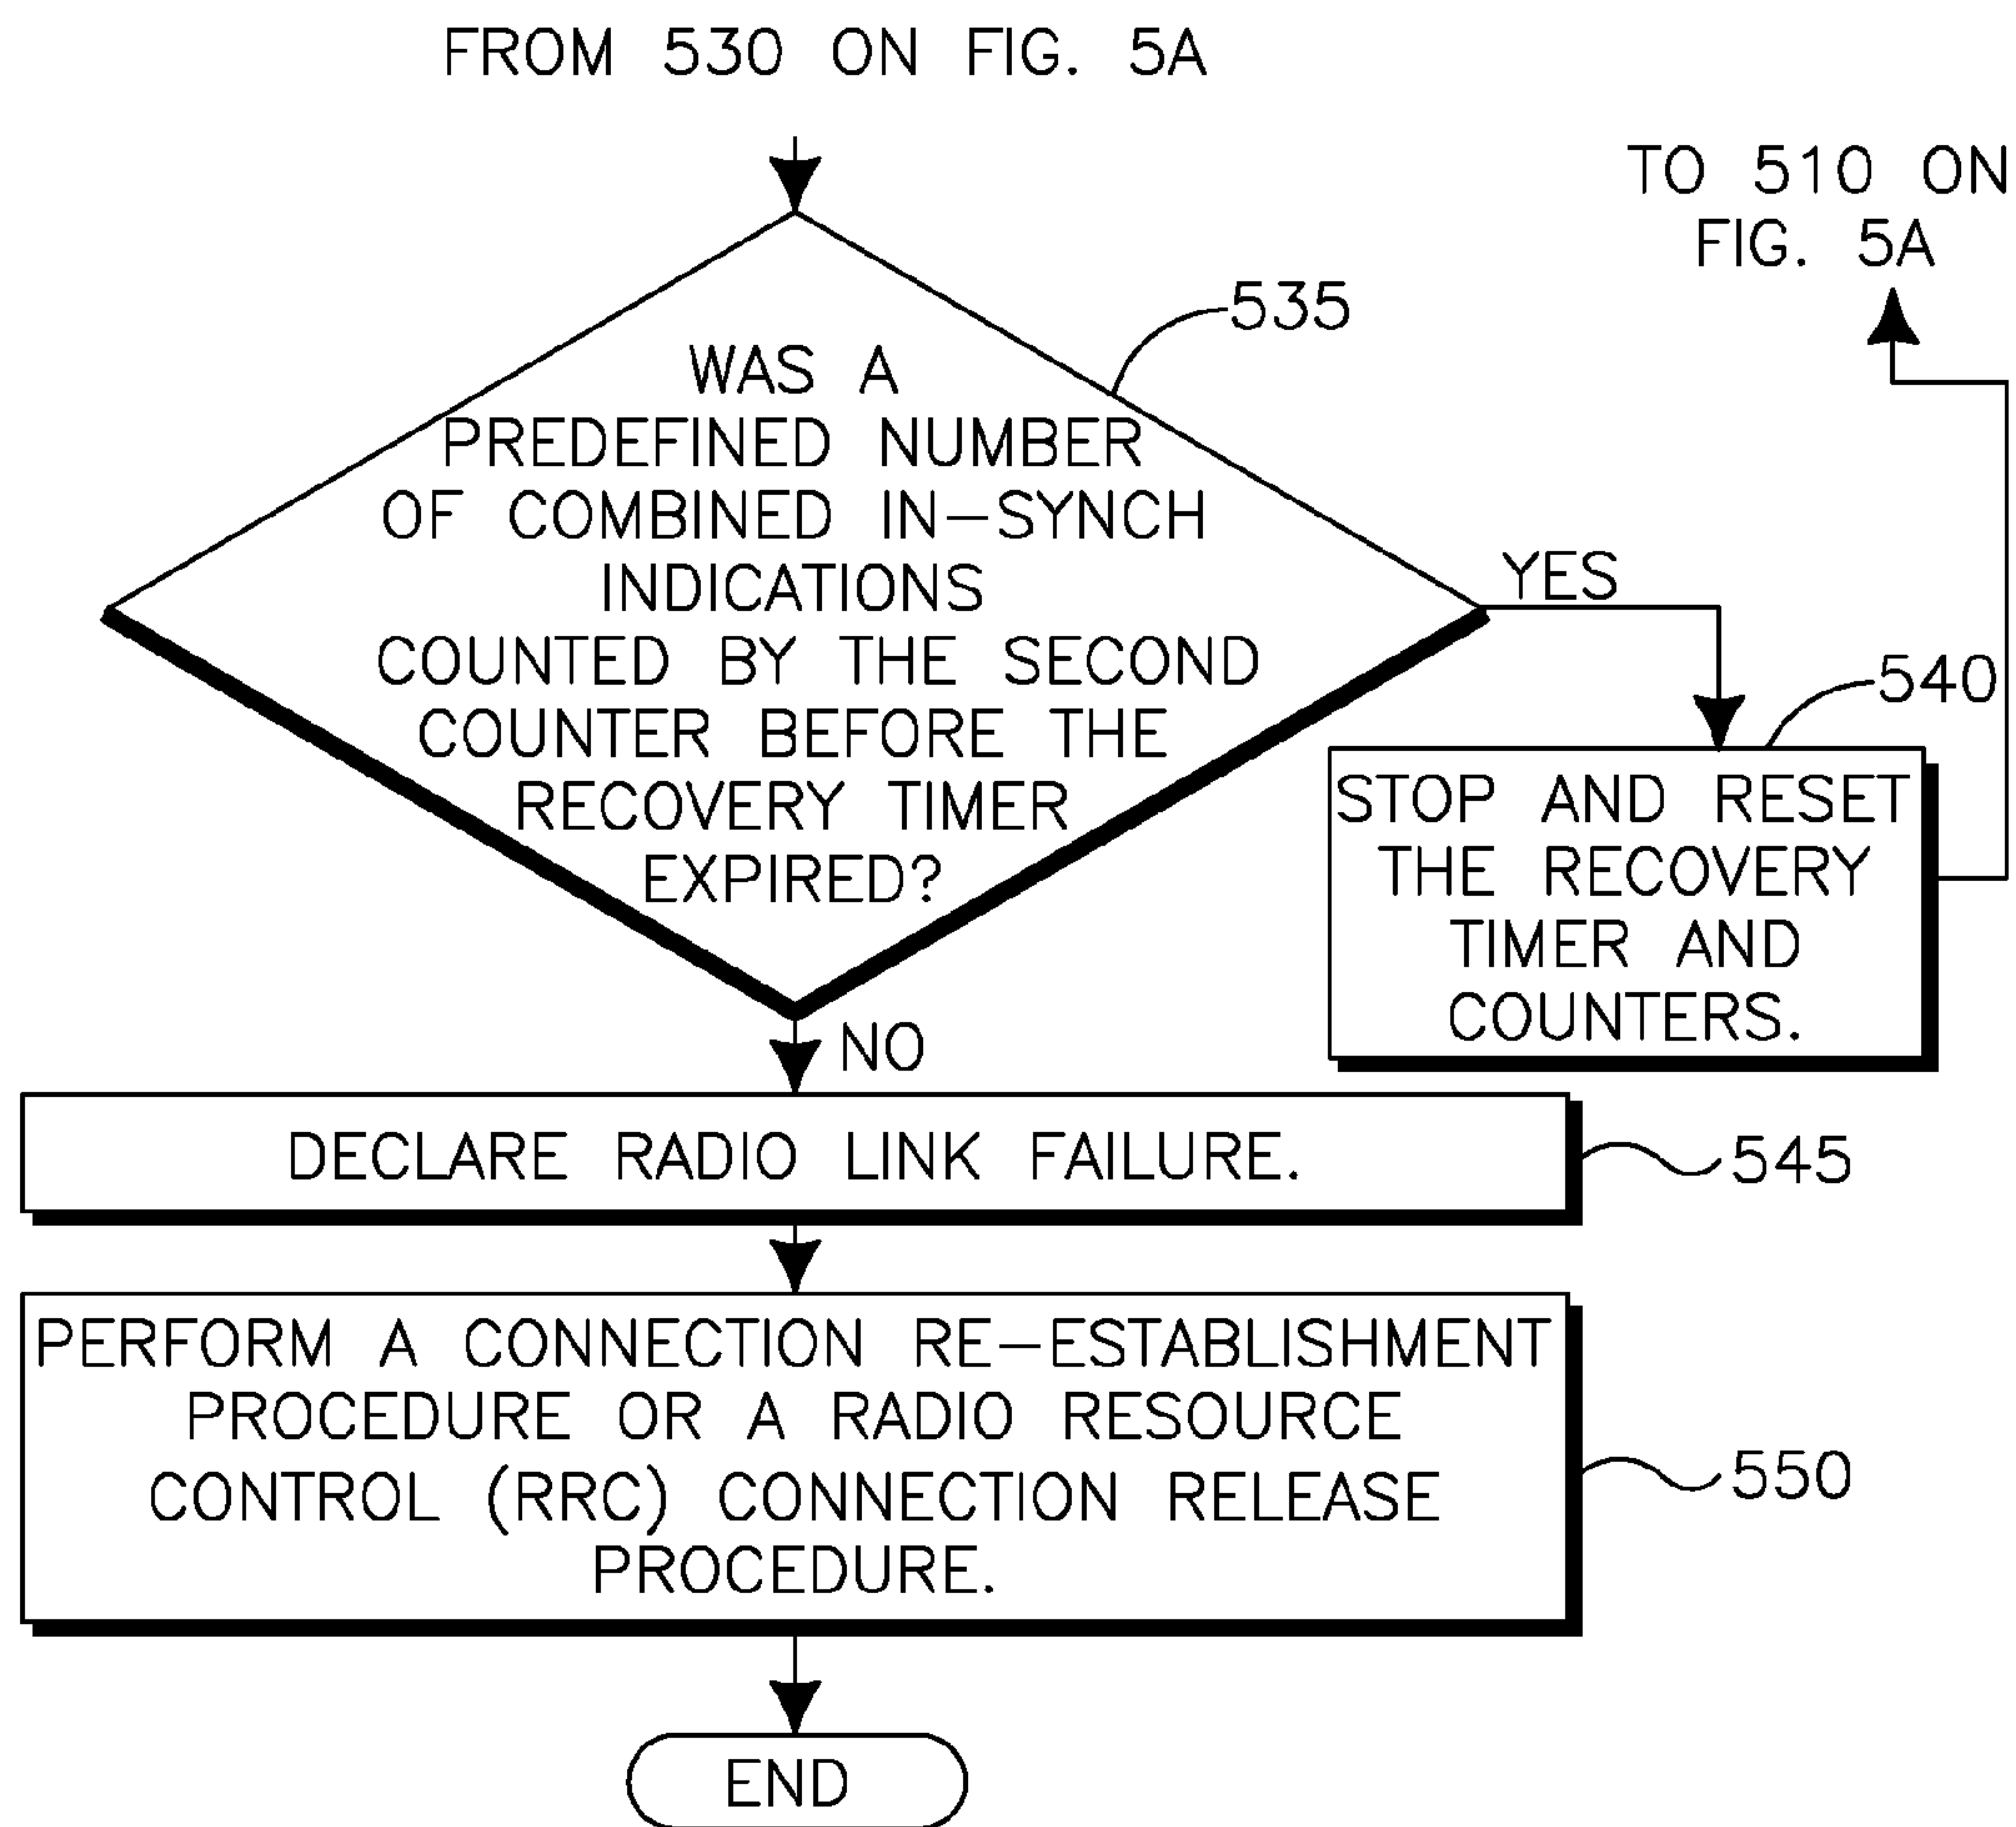 FROM 530 ON FIG. 5A
TO 510 ON
FIG. 5A
535
WAS A
PREDEFINED NUMBER
OF COMBINED IN-SYNCH
INDICATIONS
COUNTED BY THE SECOND
COUNTER BEFORE THE
RECOVERY TIMER
EXPIRED?
YES
540
STOP AND RESET
THE RECOVERY
TIMER AND
COUNTERS.
NO
DECLARE RADIO LINK FAILURE.
545
PERFORM A CONNECTION RE-ESTABLISHMENT
PROCEDURE OR A RADIO RESOURCE
CONTROL (RRC) CONNECTION RELEASE
PROCEDURE.
550
END